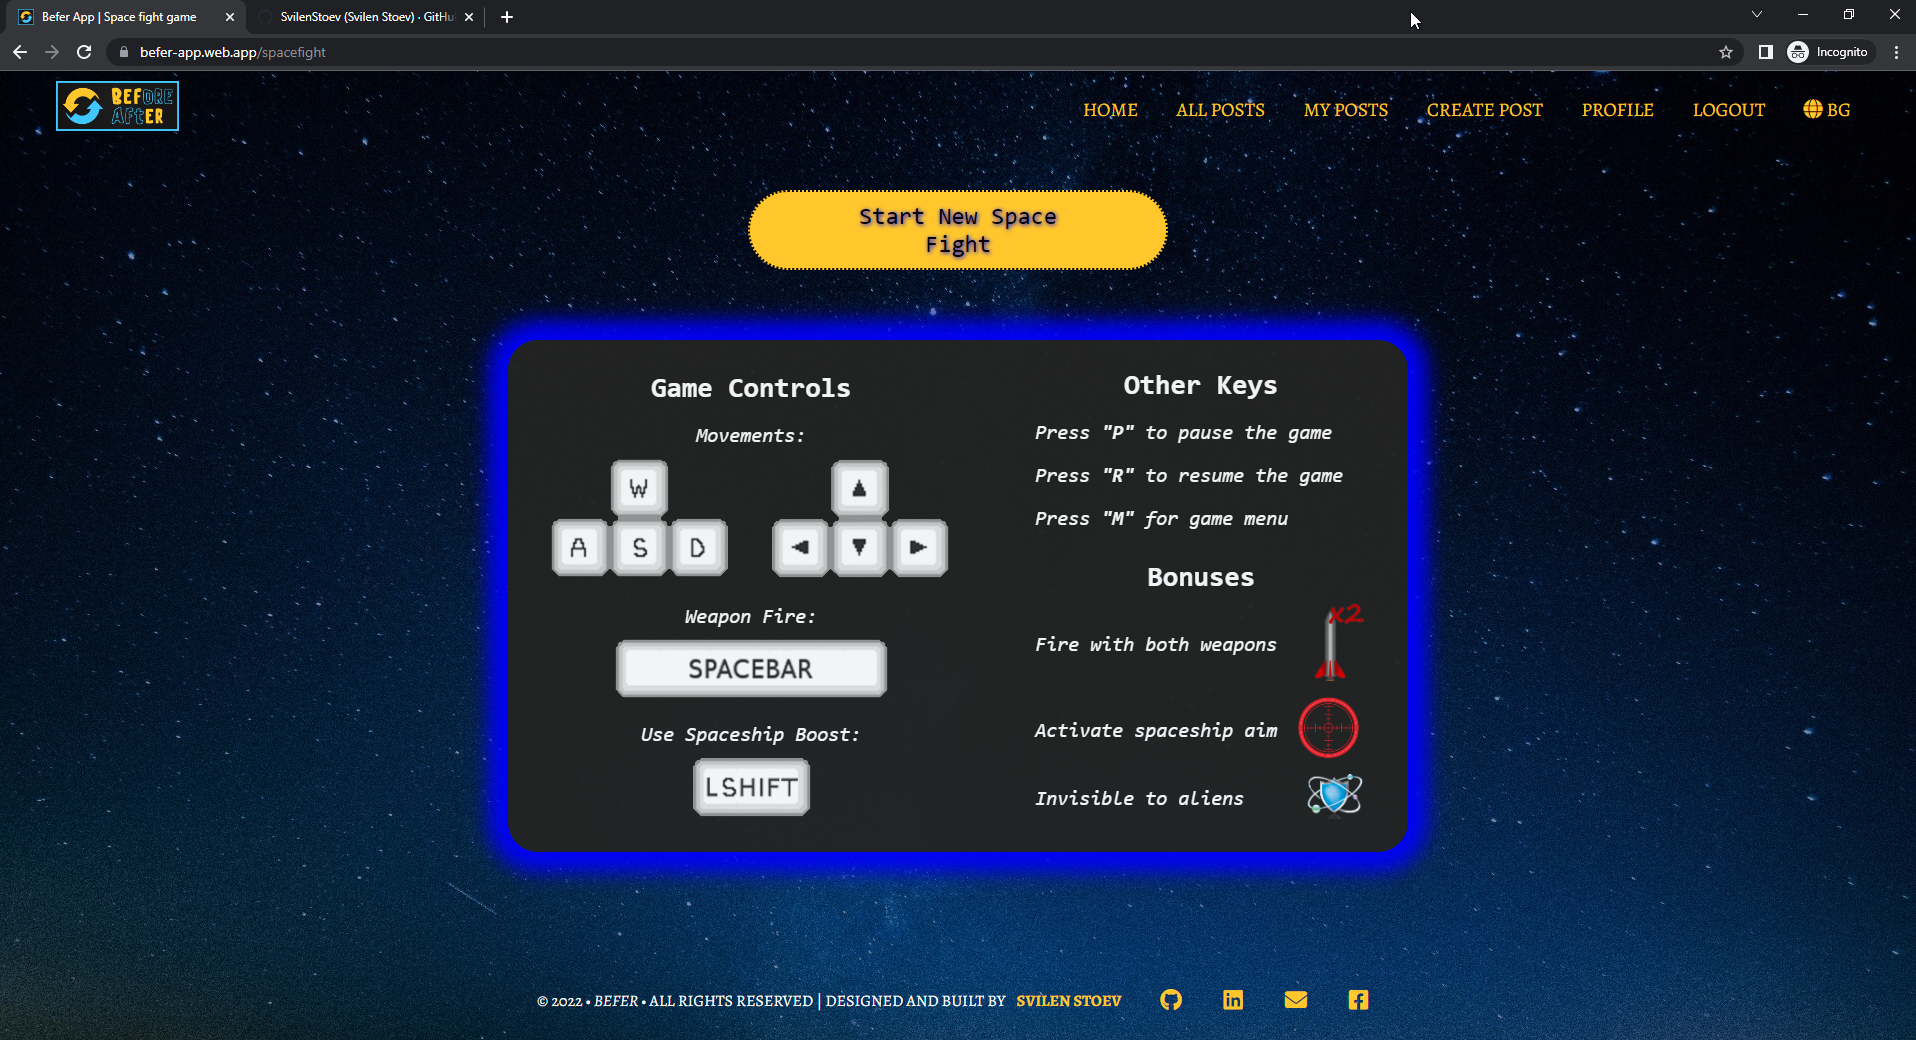 Befer App | Space fight game
SvilenStoev (Svilen Stoev) · GitHu
befer-app.web.app/spacefight
Incognito
BEFORE
AFTER
HOME
ALL POSTS
MY POSTS
CREATE POST
PROFILE
LOGOUT
BG
Start New Space
Fight
Game Controls
Movements:
W
A S D
Weapon Fire:
SPACEBAR
Use Spaceship Boost:
LSHIFT
Other Keys
Press "P" to pause the game
Press "R" to resume the game
Press "M" for game menu
Bonuses
x2
Fire with both weapons
Activate spaceship aim
Invisible to aliens
© 2022 • BEFER • ALL RIGHTS RESERVED | DESIGNED AND BUILT BY SVILEN STOEV